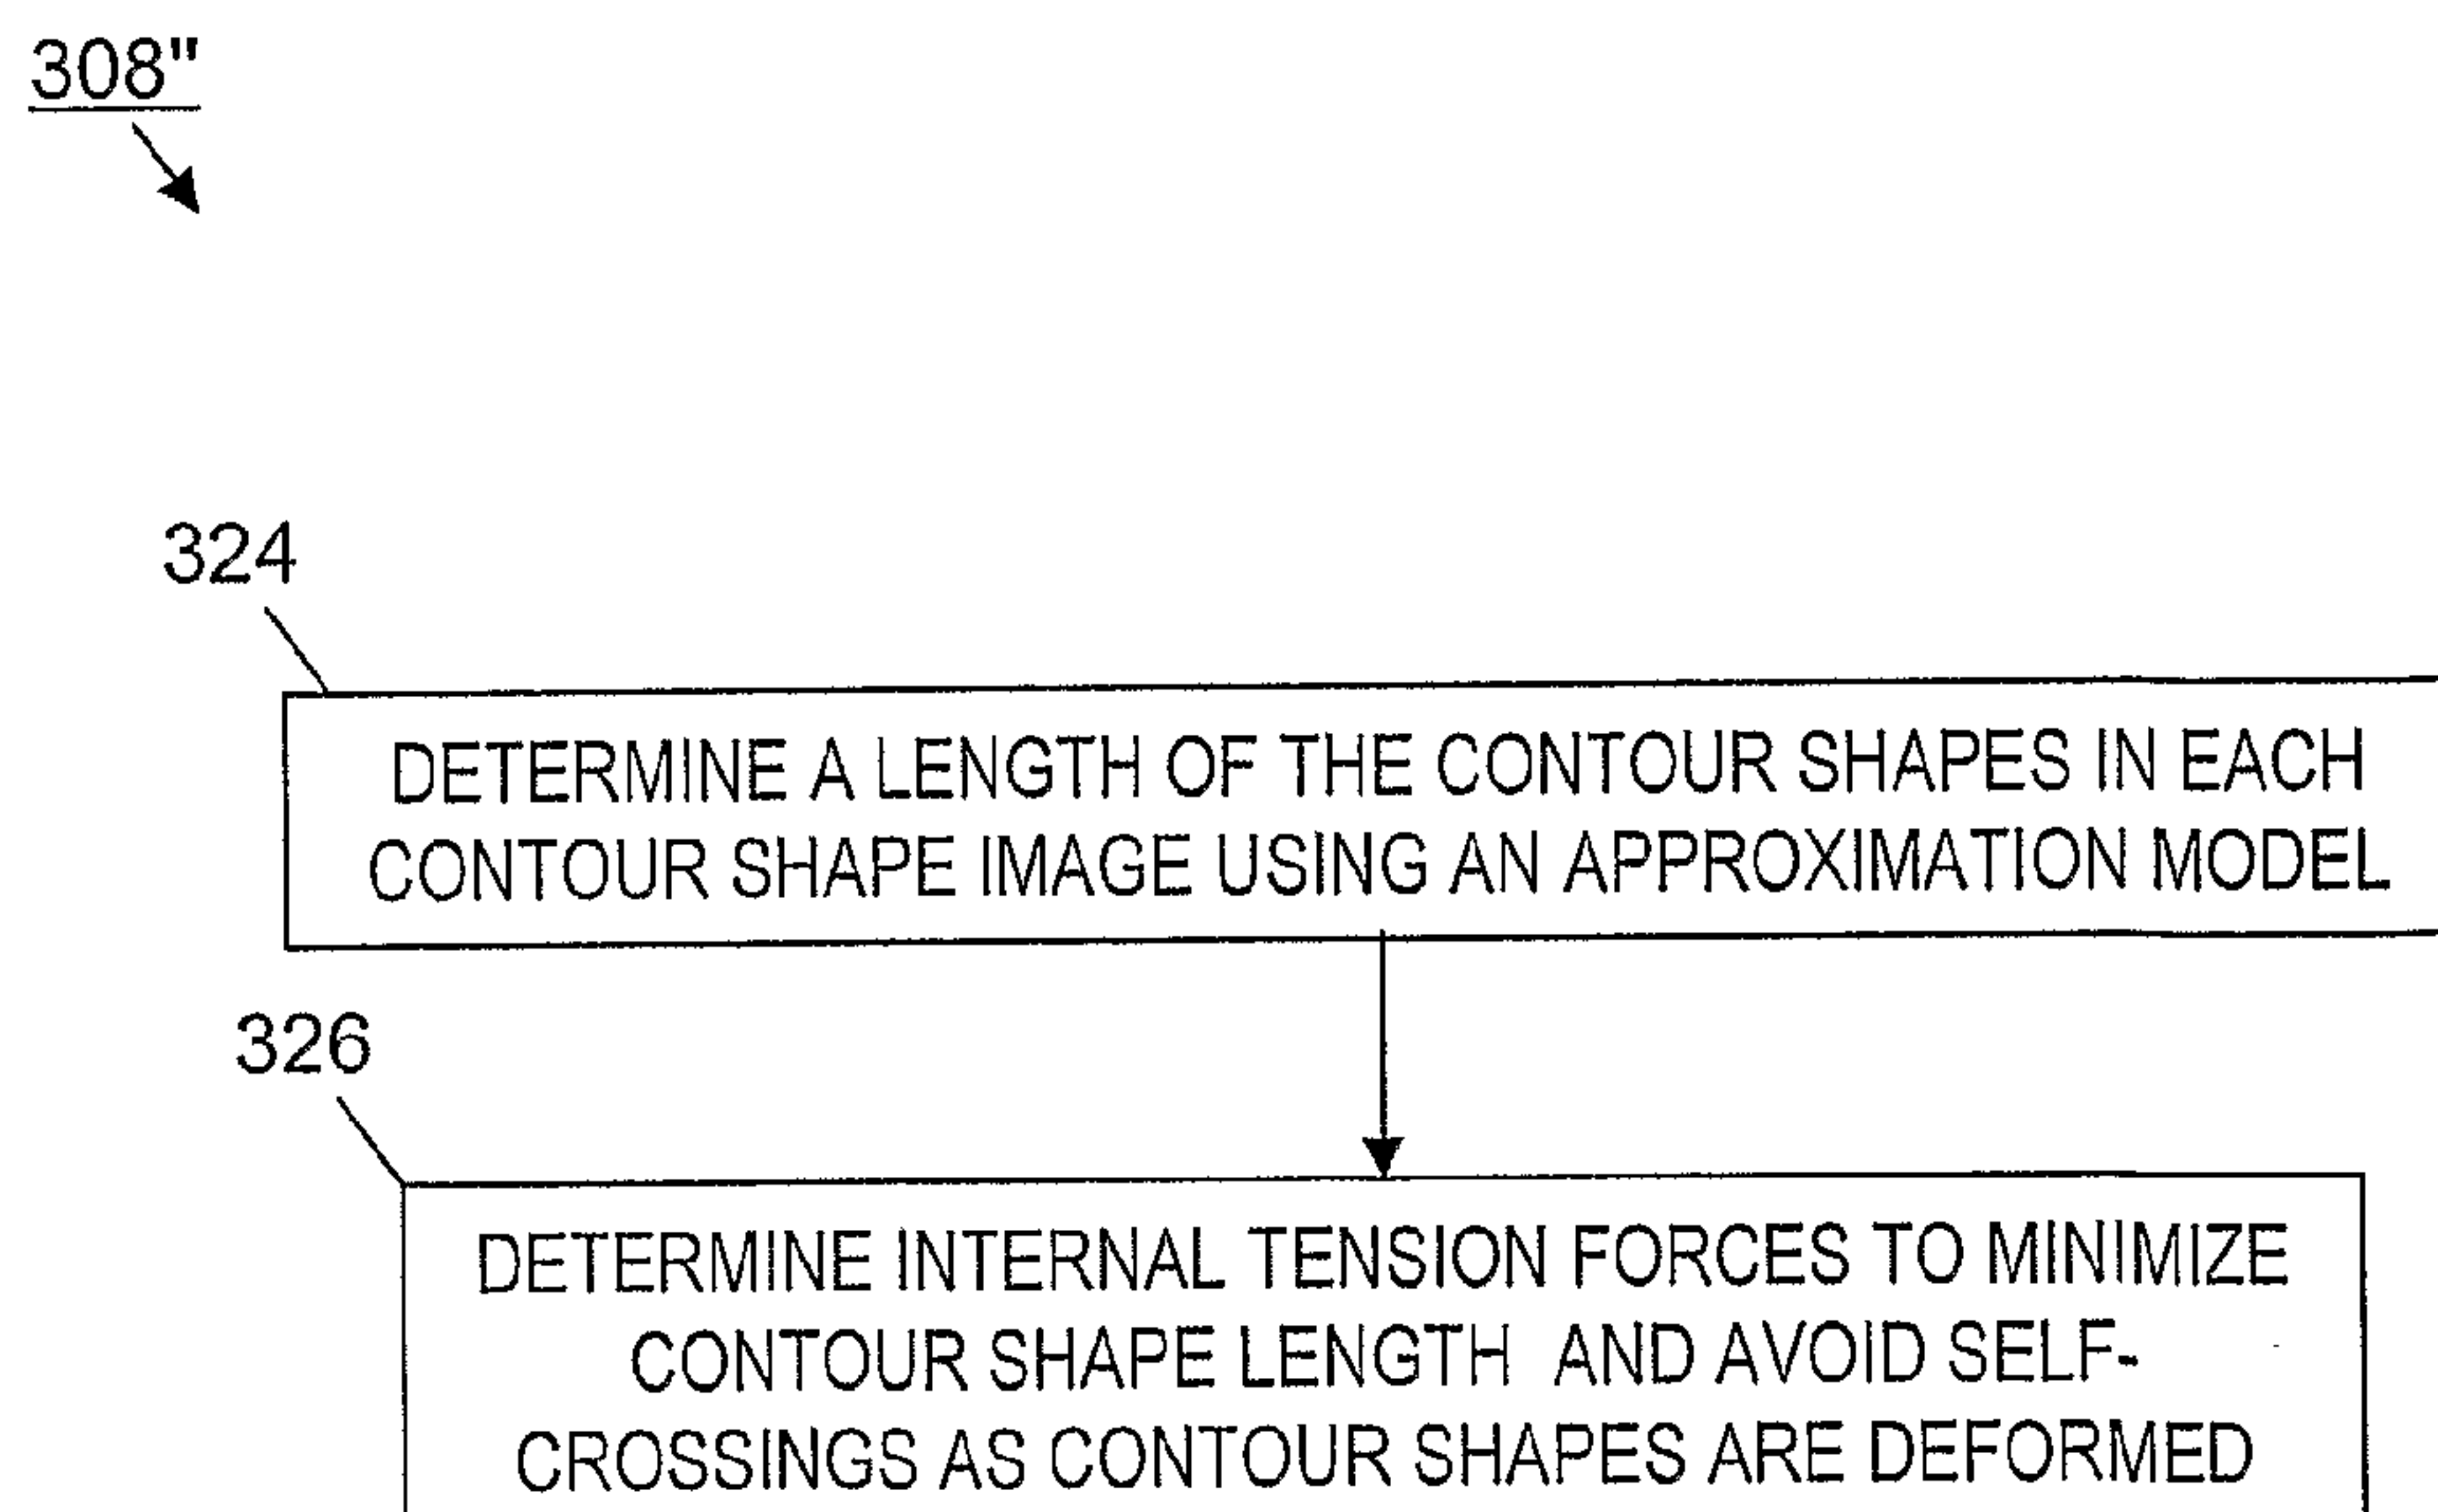 308"
324
DETERMINE A LENGTH OF THE CONTOUR SHAPES IN EACH
CONTOUR SHAPE IMAGE USING AN APPROXIMATION MODEL
326
DETERMINE INTERNAL TENSION FORCES TO MINIMIZE
CONTOUR SHAPE LENGTH AND AVOID SELF-
CROSSINGS AS CONTOUR SHAPES ARE DEFORMED